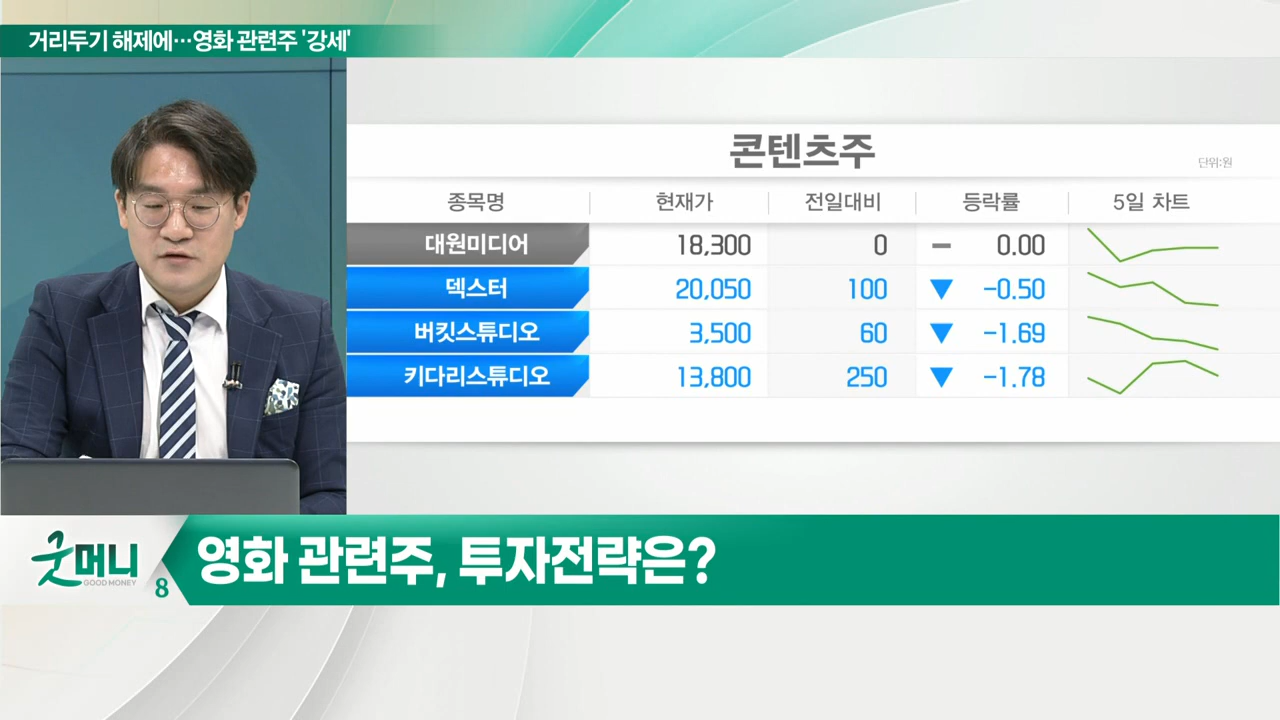 거리두기 해제에…영화 관련주 '강세'
콘텐츠주
단위:원
종목명 현재가 전일대비 등락률 5일 차트
대원미디어 18,300 0 – 0.00
덱스터 20,050 100 ▼ -0.50
버킷스튜디오 3,500 60 ▼ -1.69
키다리스튜디오 13,800 250 ▼ -1.78
굿머니
GOOD MONEY
8
영화 관련주, 투자전략은?